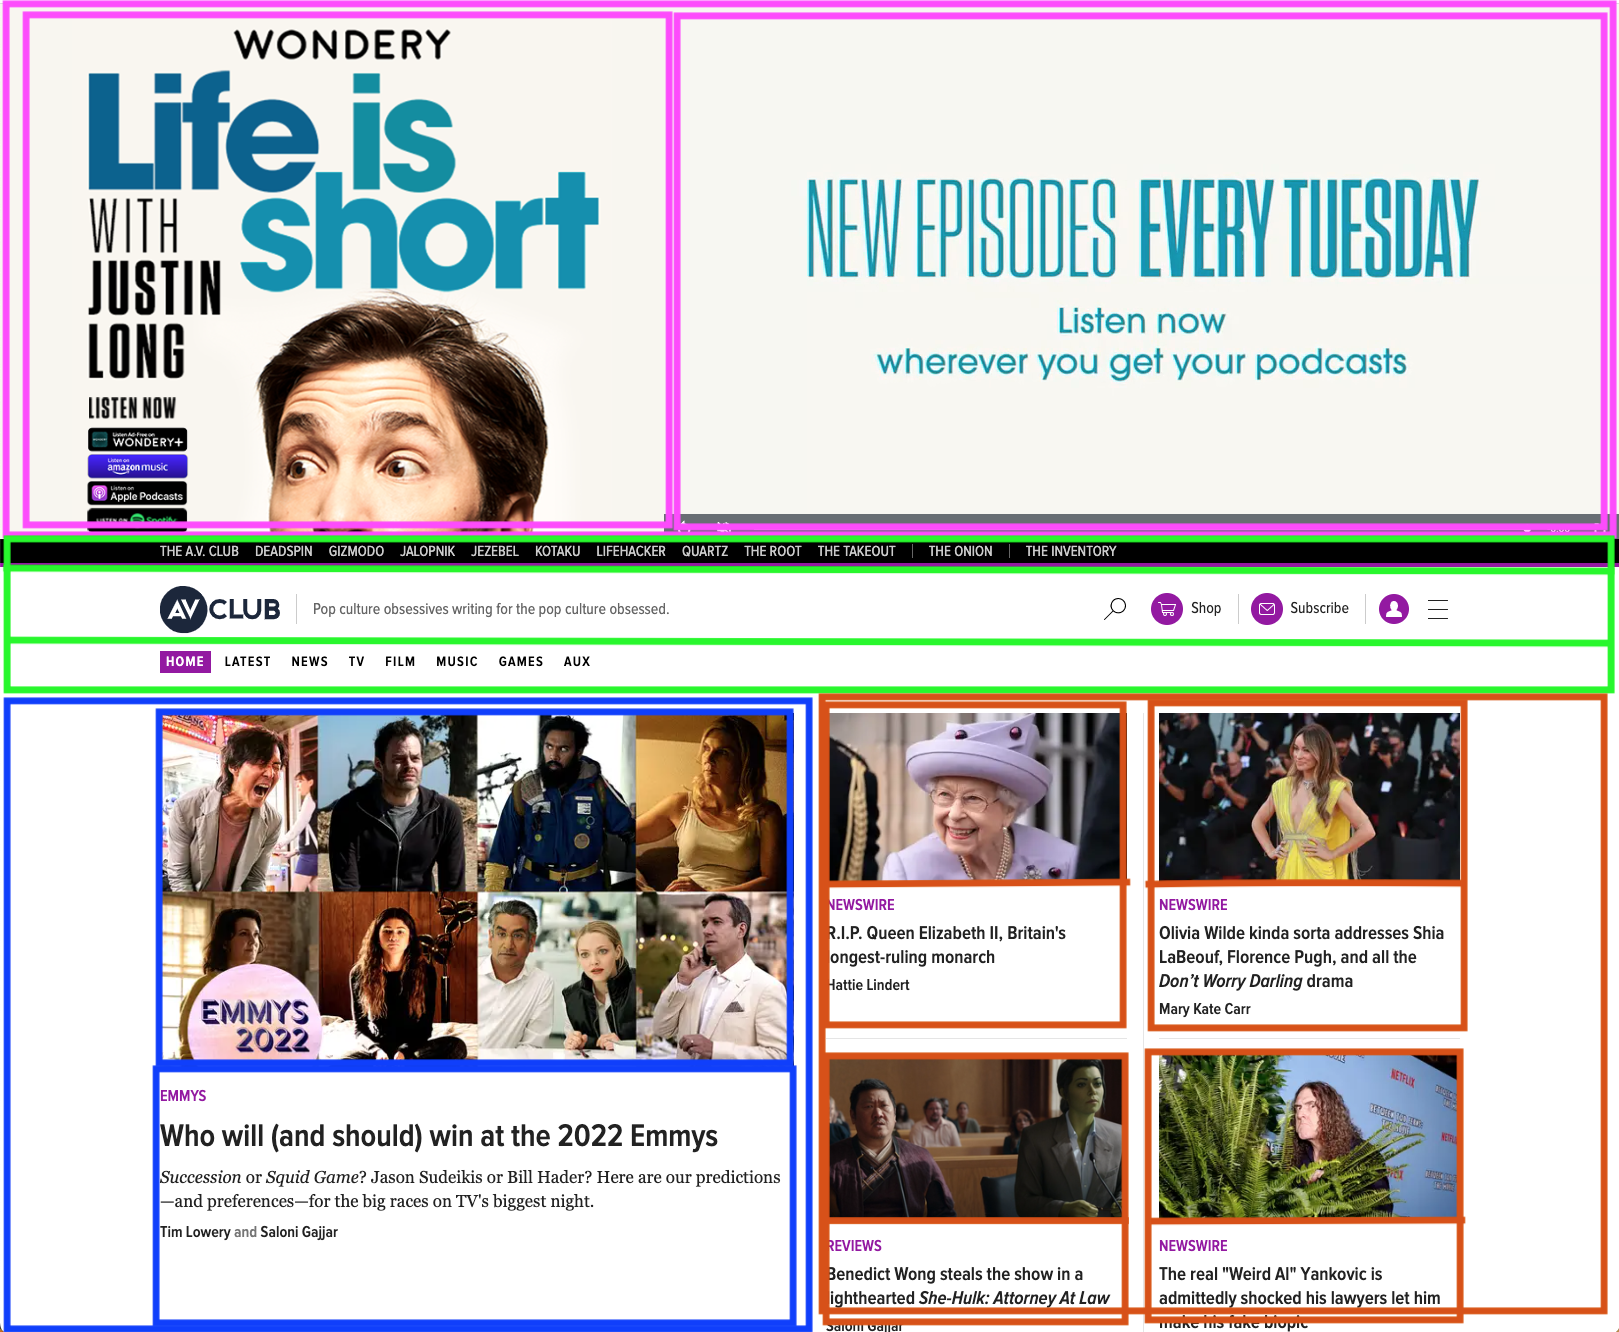 WONDERY
Life is
short
WITH
JUSTIN
LONG
LISTEN NOW
Listen Ad-Free on
WONDERY+
Listen on
amazon music
Listen on
Apple Podcasts
LISTEN ON Spotify
NEW EPISODES EVERY TUESDAY
Listen now
wherever you get your podcasts
THE A.V. CLUB DEADSPIN GIZMODO JALOPNIK JEZEBEL KOTAKU LIFEHACKER QUARTZ THE ROOT THE TAKEOUT THE ONION THE INVENTORY
AV CLUB Pop culture obsessives writing for the pop culture obsessed. Shop Subscribe
HOME LATEST NEWS TV FILM MUSIC GAMES AUX
EMMYS
2022
EMMYS
Who will (and should) win at the 2022 Emmys
Succession or Squid Game? Jason Sudeikis or Bill Hader? Here are our predictions
—and preferences—for the big races on TV's biggest night.
Tim Lowery and Saloni Gajjar
NEWSWIRE
R.I.P. Queen Elizabeth II, Britain's
longest-ruling monarch
Hattie Lindert
NEWSWIRE
Olivia Wilde kinda sorta addresses Shia
LaBeouf, Florence Pugh, and all the
Don't Worry Darling drama
Mary Kate Carr
REVIEWS
Benedict Wong steals the show in a
lighthearted She-Hulk: Attorney At Law
Saloni Gajjar
NETFLIX
NEWSWIRE
The real "Weird Al" Yankovic is
admittedly shocked his lawyers let him
make his fake biopic